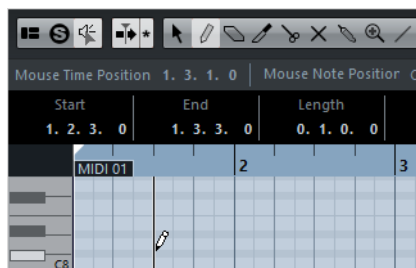 Mouse Time Position 1. 3. 1. 0 Mouse Note Position
Start End Length
1. 2. 3. 0 1. 3. 3. 0 0. 1. 0. 0
MIDI 01 2 3
C8